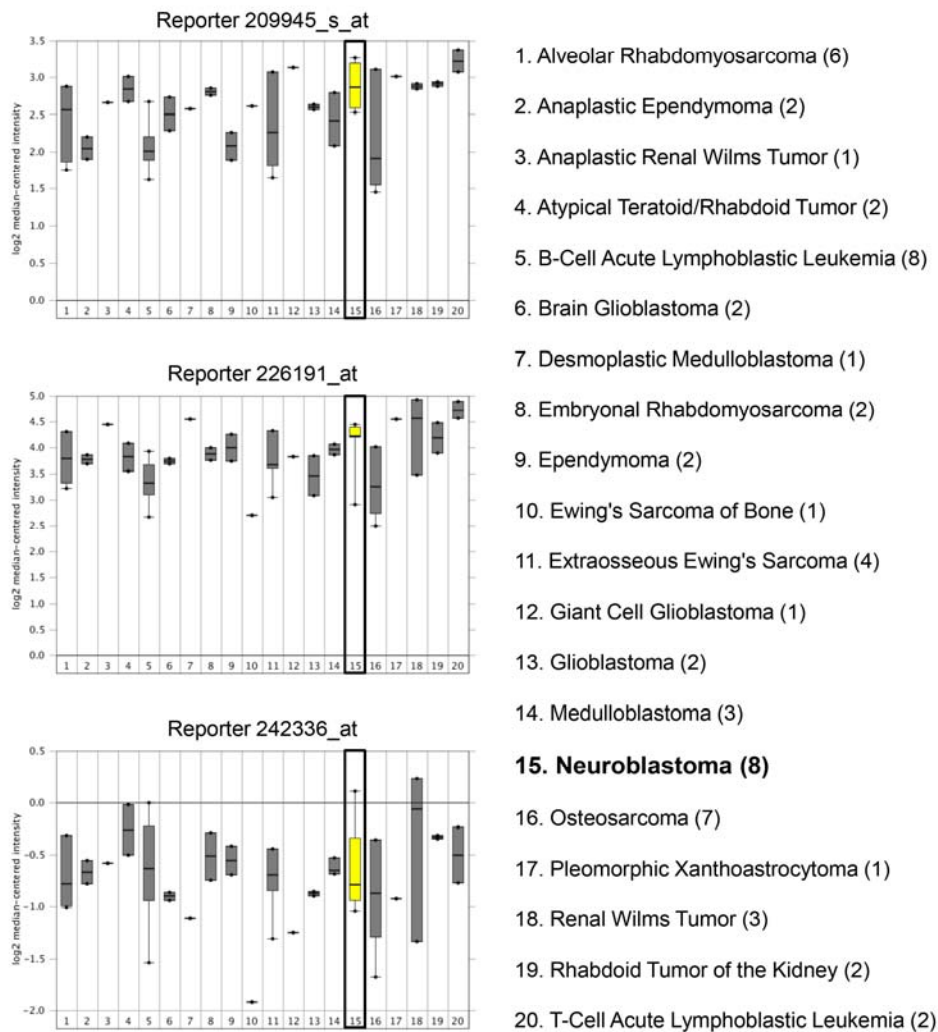 Reporter 209945_s_at
log2 median-centered intensity
3.5
3.0
2.5
2.0
1.5
1.0
0.5
0.0
1 2 3 4 5 6 7 8 9 10 11 12 13 14 15 16 17 18 19 20
Reporter 226191_at
log2 median-centered intensity
5.0
4.5
4.0
3.5
3.0
2.5
2.0
1.5
1.0
0.5
0.0
1 2 3 4 5 6 7 8 9 10 11 12 13 14 15 16 17 18 19 20
Reporter 242336_at
log2 median-centered intensity
0.5
0.0
-0.5
-1.0
-1.5
-2.0
1 2 3 4 5 6 7 8 9 10 11 12 13 14 15 16 17 18 19 20
1. Alveolar Rhabdomyosarcoma (6)
2. Anaplastic Ependymoma (2)
3. Anaplastic Renal Wilms Tumor (1)
4. Atypical Teratoid/Rhabdoid Tumor (2)
5. B-Cell Acute Lymphoblastic Leukemia (8)
6. Brain Glioblastoma (2)
7. Desmoplastic Medulloblastoma (1)
8. Embryonal Rhabdomyosarcoma (2)
9. Ependymoma (2)
10. Ewing's Sarcoma of Bone (1)
11. Extraosseous Ewing's Sarcoma (4)
12. Giant Cell Glioblastoma (1)
13. Glioblastoma (2)
14. Medulloblastoma (3)
15. Neuroblastoma (8)
16. Osteosarcoma (7)
17. Pleomorphic Xanthoastrocytoma (1)
18. Renal Wilms Tumor (3)
19. Rhabdoid Tumor of the Kidney (2)
20. T-Cell Acute Lymphoblastic Leukemia (2)